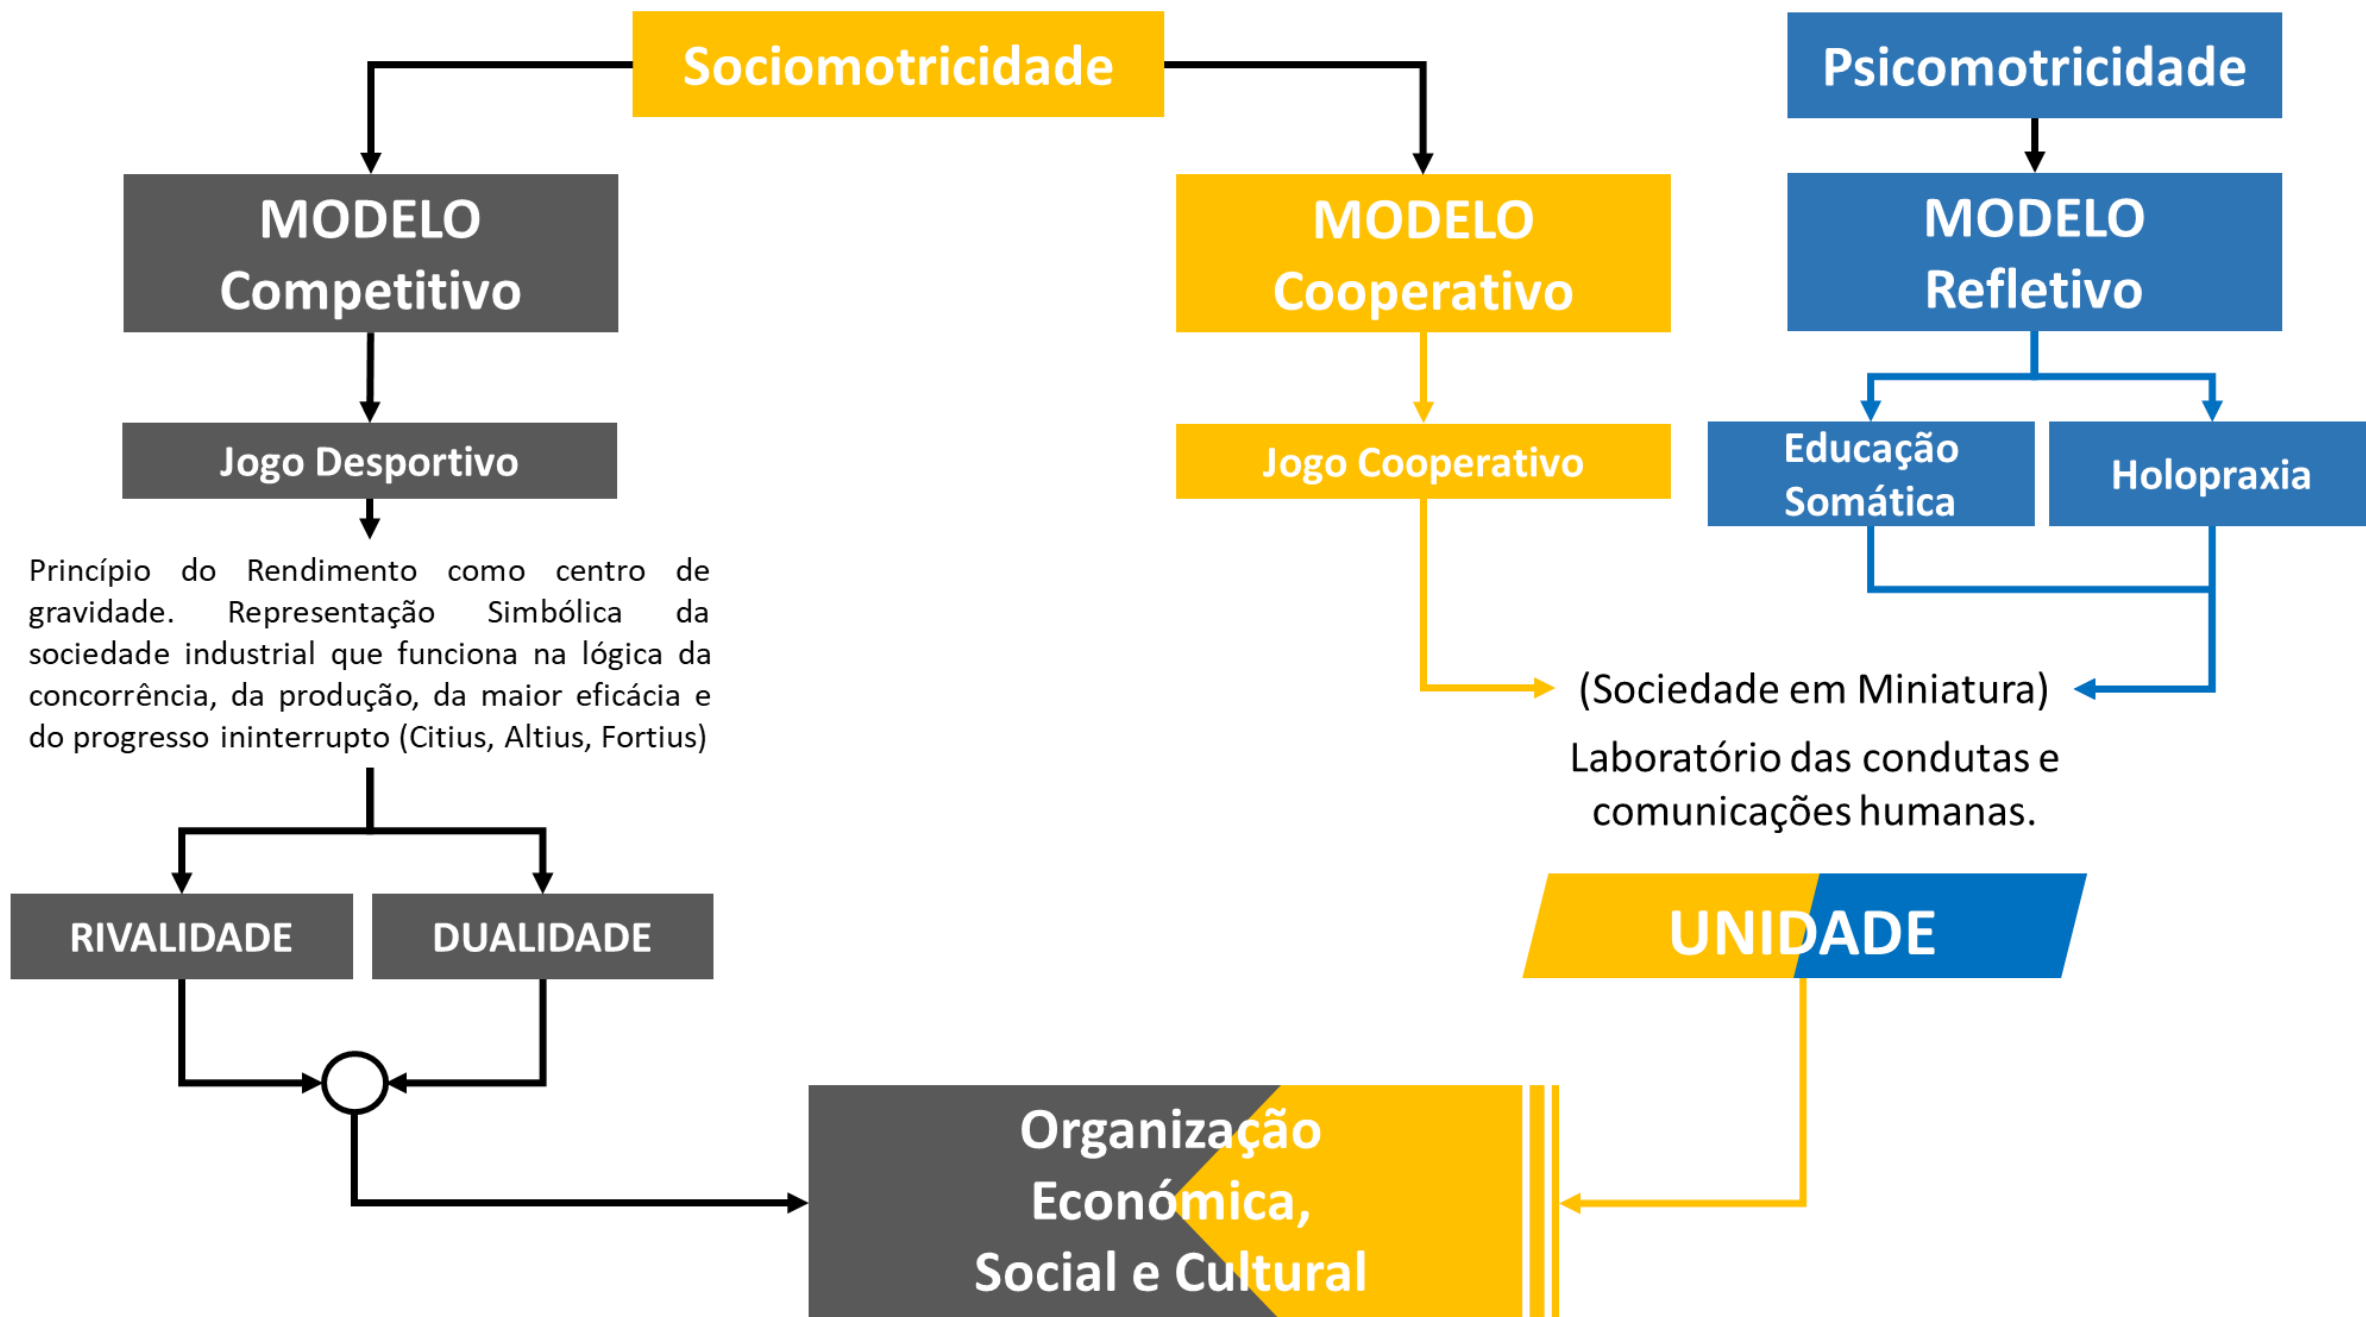 Sociomotricidade
Psicomotricidade
MODELO
Competitivo
MODELO
Cooperativo
MODELO
Refletivo
Jogo Desportivo
Jogo Cooperativo
Educação
Somática
Holopraxia
Princípio do Rendimento como centro de
gravidade. Representação Simbólica da
sociedade industrial que funciona na lógica da
concorrência, da produção, da maior eficácia e
do progresso ininterrupto (Citius, Altius, Fortius)
(Sociedade em Miniatura)
Laboratório das condutas e
comunicações humanas.
RIVALIDADE
DUALIDADE
UNIDADE
Organização
Económica,
Social e Cultural